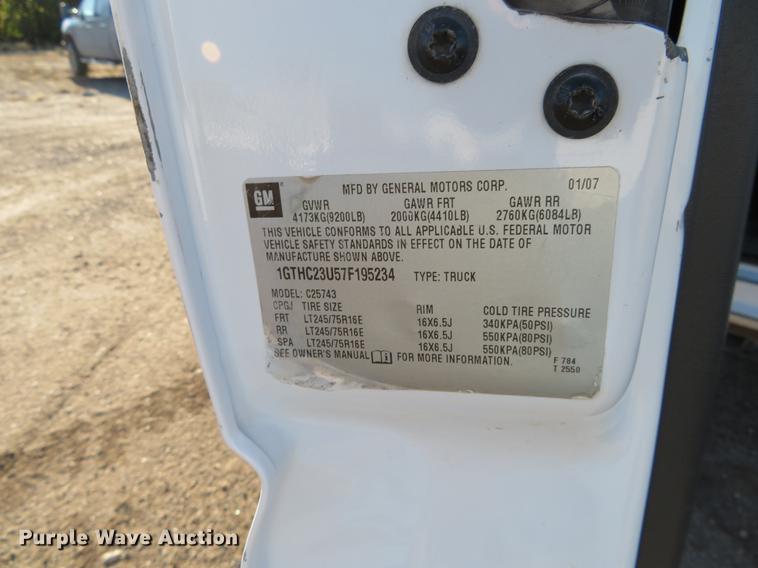 GM MFD BY GENERAL MOTORS CORP. 01/07
GVWR GAWR FRT GAWR RR
4173KG(9200LB) 2000KG(4410LB) 2760KG(6084LB)
THIS VEHICLE CONFORMS TO ALL APPLICABLE U.S. FEDERAL MOTOR
VEHICLE SAFETY STANDARDS IN EFFECT ON THE DATE OF
MANUFACTURE SHOWN ABOVE.
1GTHC23U57F195234 TYPE: TRUCK
MODEL: C25743
CPGJ TIRE SIZE RIM COLD TIRE PRESSURE
FRT LT245/75R16E 16X6.5J 340KPA(50PSI)
RR LT245/75R16E 16X6.5J 550KPA(80PSI)
SPA LT245/75R16E 16X6.5J 550KPA(80PSI)
SEE OWNER'S MANUAL FOR MORE INFORMATION.
F 784
T 2550
Purple Wave Auction